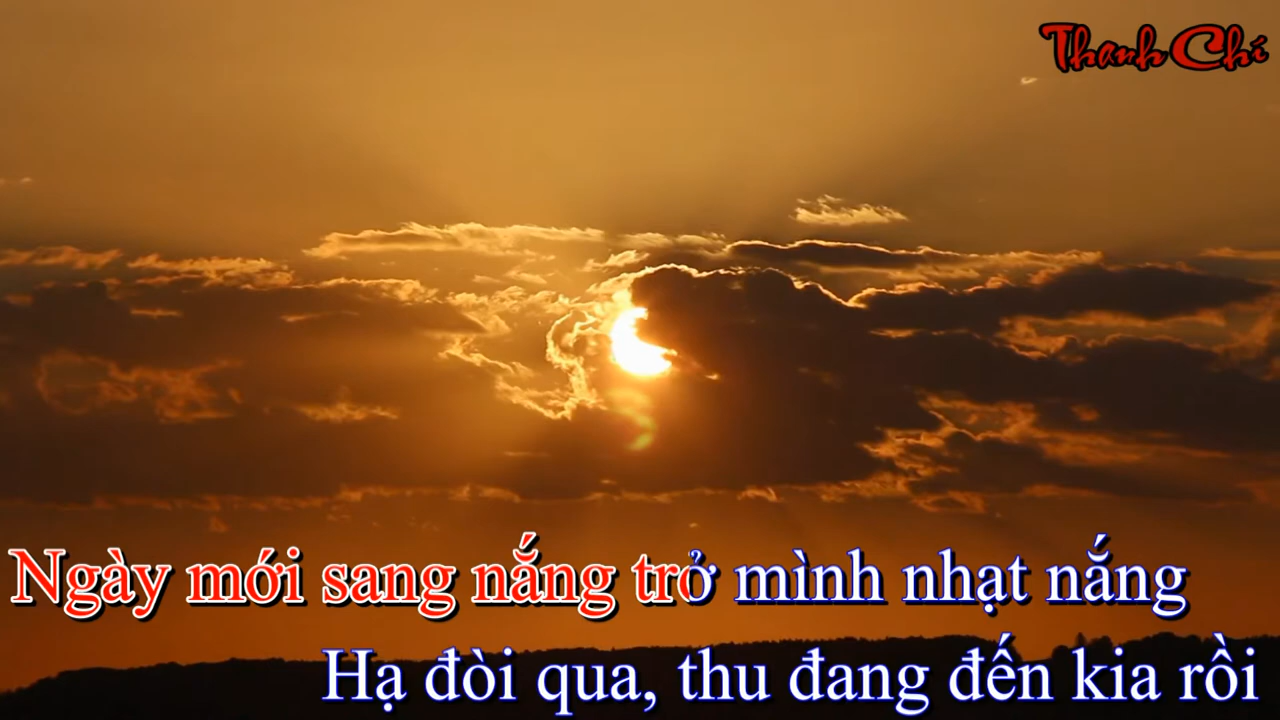 Thanh Chí
Ngày mới sang nắng trở mình nhạt nắng
Hạ đòi qua, thu đang đến kia rồi